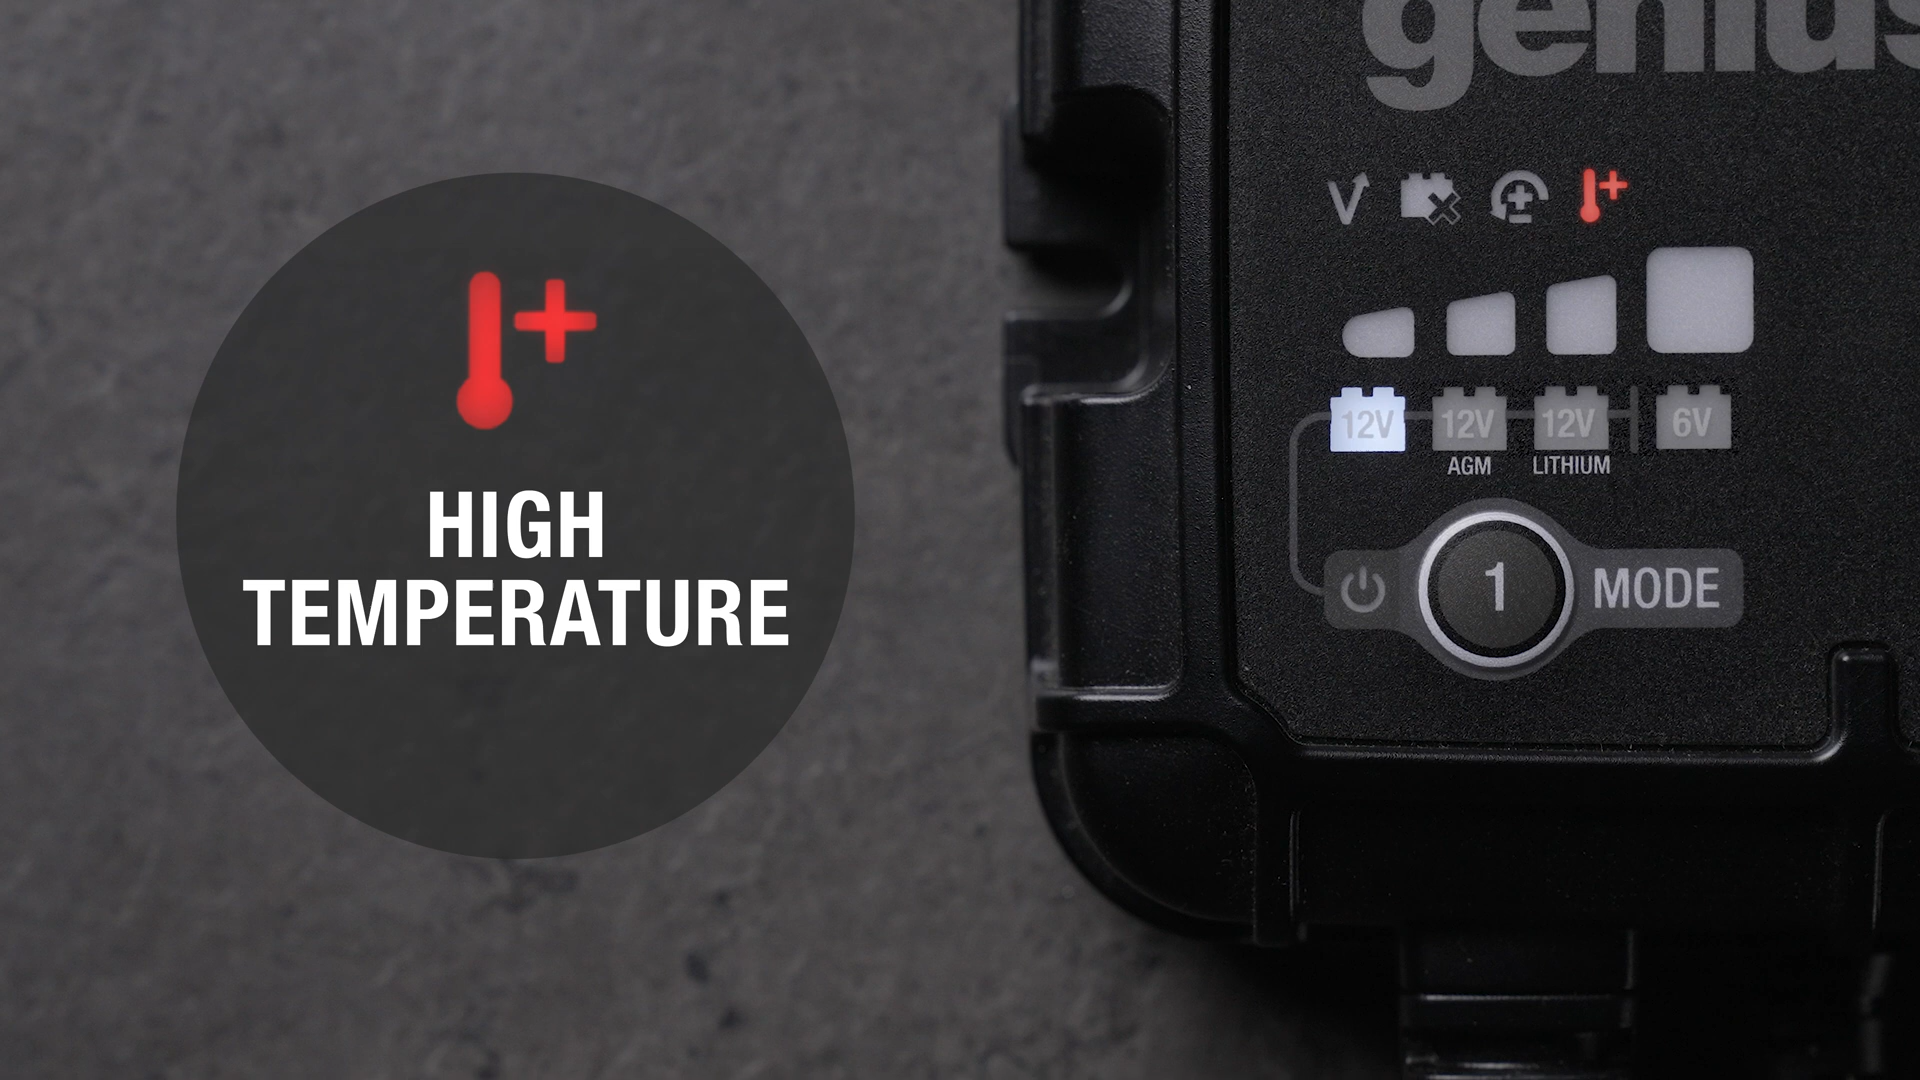 HIGH
TEMPERATURE
genius
12V 12V 12V 6V
AGM LITHIUM
1 MODE